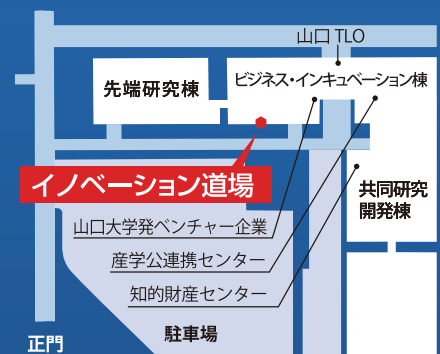 山口TLO
先端研究棟
ビジネス・インキュベーション棟
イノベーション道場
共同研究
開発棟
山口大学発ベンチャー企業
産学公連携センター
知的財産センター
駐車場
正門